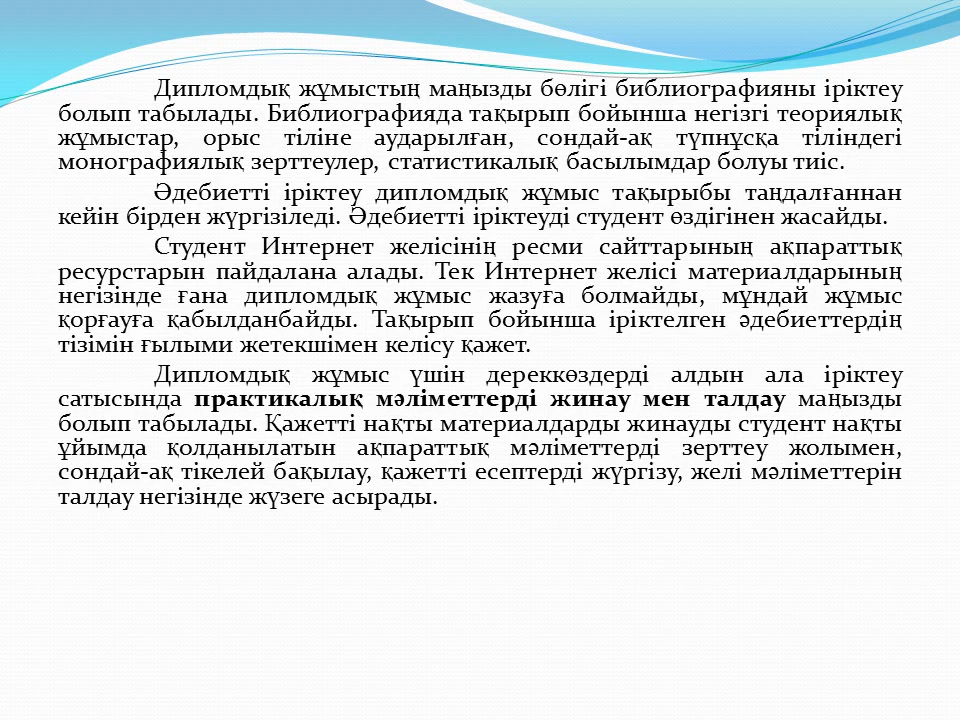 Дипломдық жұмыстың маңызды бөлігі библиографияны іріктеу
болып табылады. Библиографияда тақырып бойынша негізгі теориялық
жұмыстар, орыс тіліне аударылған, сондай-ақ түпнұсқа тіліндегі
монографиялық зерттеулер, статистикалық басылымдар болуы тиіс.
Әдебиетті іріктеу дипломдық жұмыс тақырыбы таңдалғаннан
кейін бірден жүргізіледі. Әдебиетті іріктеуді студент өздігінен жасайды.
Студент Интернет желісінің ресми сайттарының ақпараттық
ресурстарын пайдалана алады. Тек Интернет желісі материалдарының
негізінде ғана дипломдық жұмыс жазуға болмайды, мұндай жұмыс
қорғауға қабылданбайды. Тақырып бойынша іріктелген әдебиеттердің
тізімін ғылыми жетекшімен келісу қажет.
Дипломдық жұмыс үшін дереккөздерді алдын ала іріктеу
сатысында практикалық мәліметтерді жинау мен талдау маңызды
болып табылады. Қажетті нақты материалдарды жинауды студент нақты
ұйымда қолданылатын ақпараттық мәліметтерді зерттеу жолымен,
сондай-ақ тікелей бақылау, қажетті есептерді жүргізу, желі мәліметтерін
талдау негізінде жүзеге асырады.